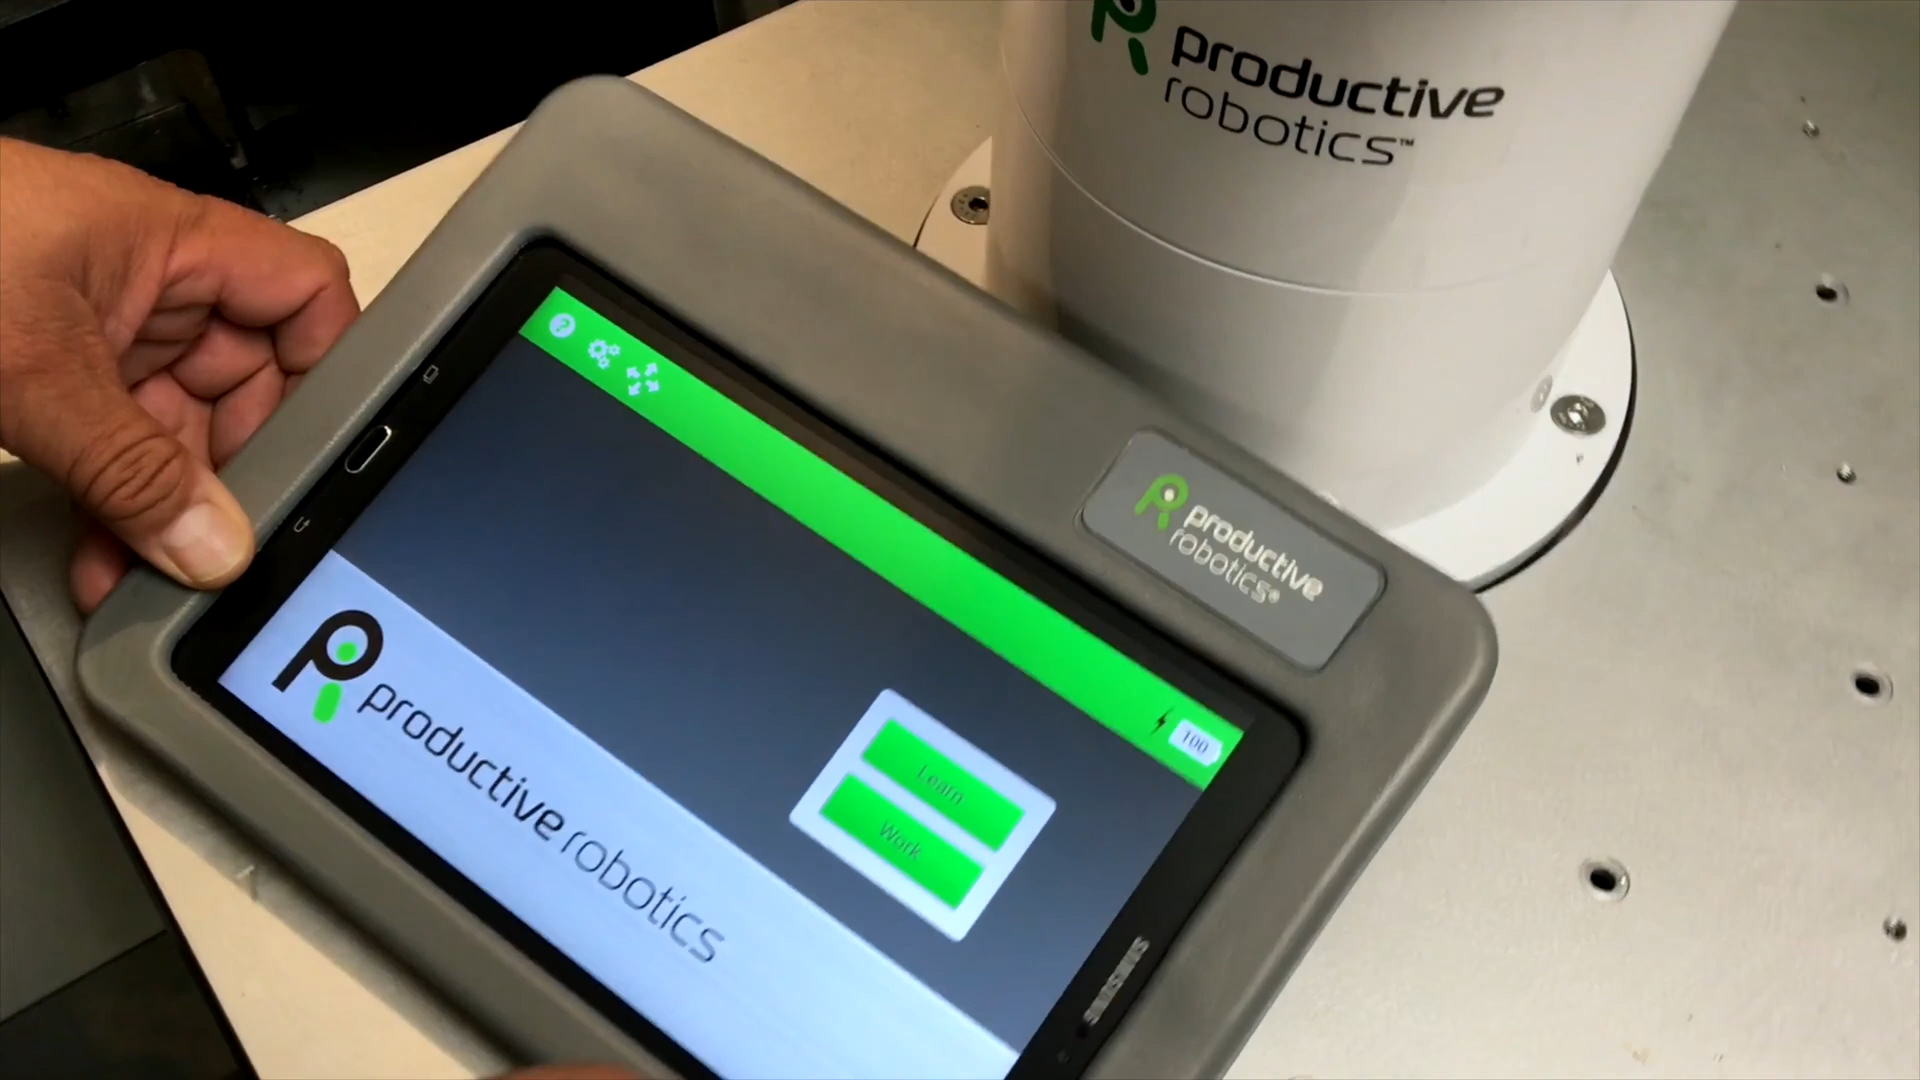 productive
robotics™
productive
robotics®
100
Learn
Work
productive robotics
SAMSUNG